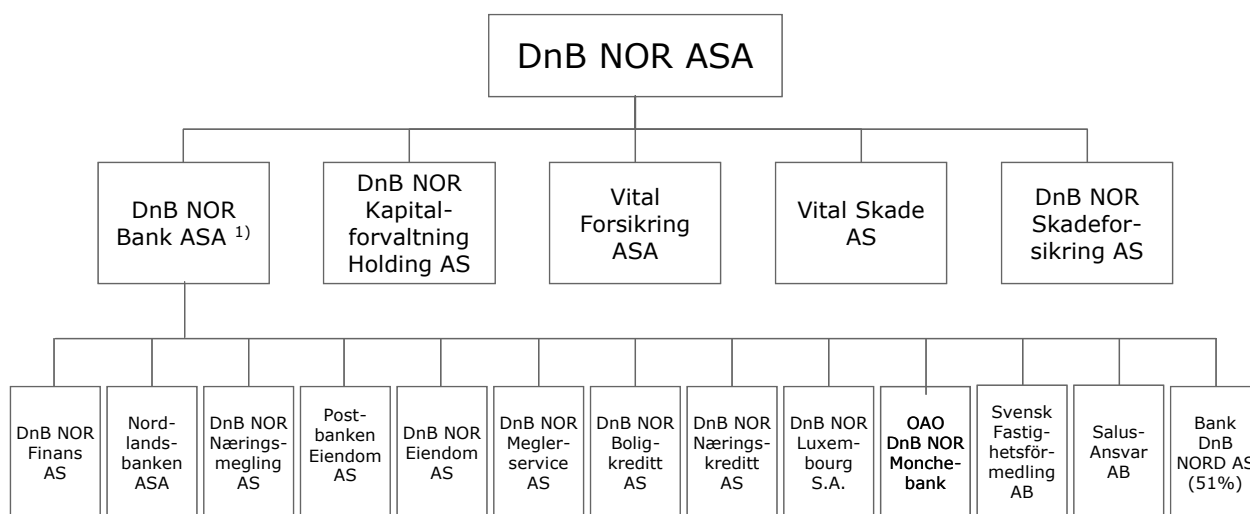 DnB NOR ASA
DnB NOR
Bank ASA 1)
DnB NOR
Kapital-
forvaltning
Holding AS
Vital
Forsikring
ASA
Vital Skade
AS
DnB NOR
Skadefor-
sikring AS
DnB NOR
Finans
AS
Nord-
lands-
banken
ASA
DnB NOR
Nærings-
megling
AS
Post-
banken
Eiendom
AS
DnB NOR
Eiendom
AS
DnB NOR
Megler-
service
AS
DnB NOR
Bolig-
kreditt
AS
DnB NOR
Nærings-
kreditt
AS
DnB NOR
Luxem-
bourg
S.A.
OAO
DnB NOR
Monche-
bank
Svensk
Fastig-
hetsför-
medling
AB
Salus-
Ansvar
AB
Bank
DnB
NORD AS
(51%)